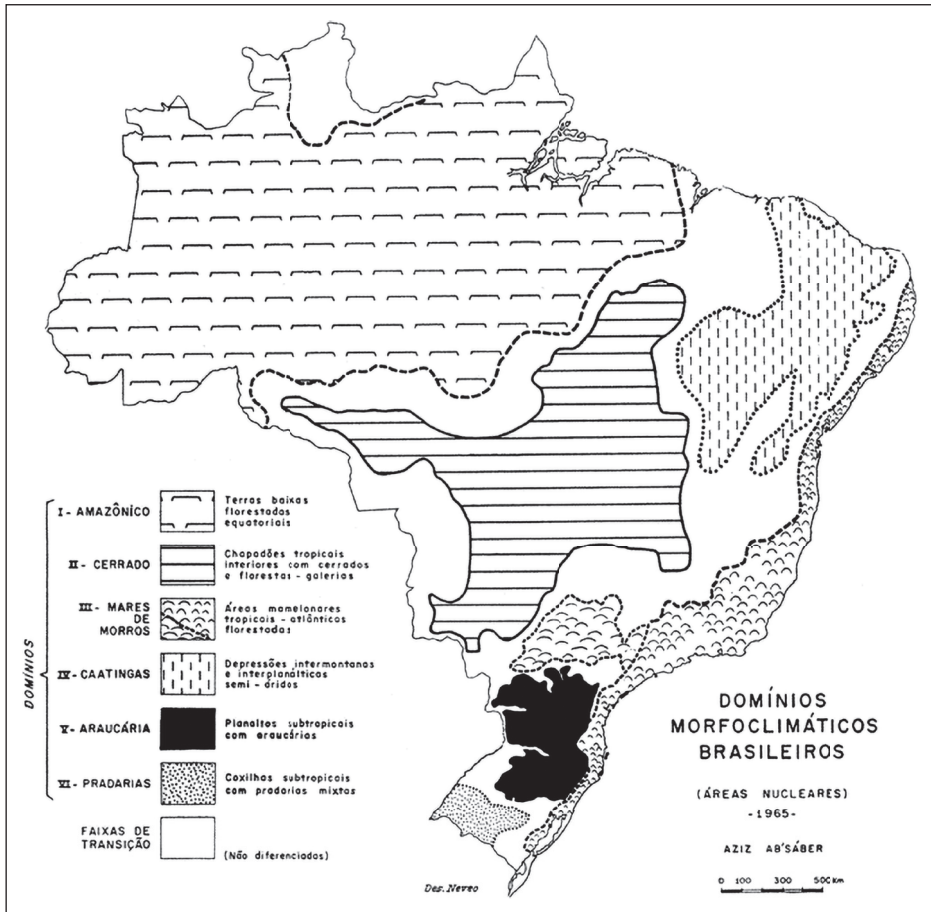 DOMÍNIOS
I - AMAZÔNICO
Terras baixas
florestadas
equatoriais
II - CERRADO
Chapadões tropicais
interiores com cerrados
e florestas - galerias
III - MARES
DE
MORROS
Áreas mamelonares
tropicais - atlânticas
florestadas
IV - CAATINGAS
Depressões intermontanas
e interplanálticas
semi - áridas
V - ARAUCÁRIA
Planaltos subtropicais
com araucárias
VI - PRADARIAS
Coxilhas subtropicais
com pradarias mixtas
FAIXAS DE
TRANSIÇÃO
(Não diferenciadas)
DOMÍNIOS
MORFOCLIMÁTICOS
BRASILEIROS
(ÁREAS NUCLEARES)
-1965-
AZIZ AB'SÁBER
0 100 300 500 Km
Des. Neveo